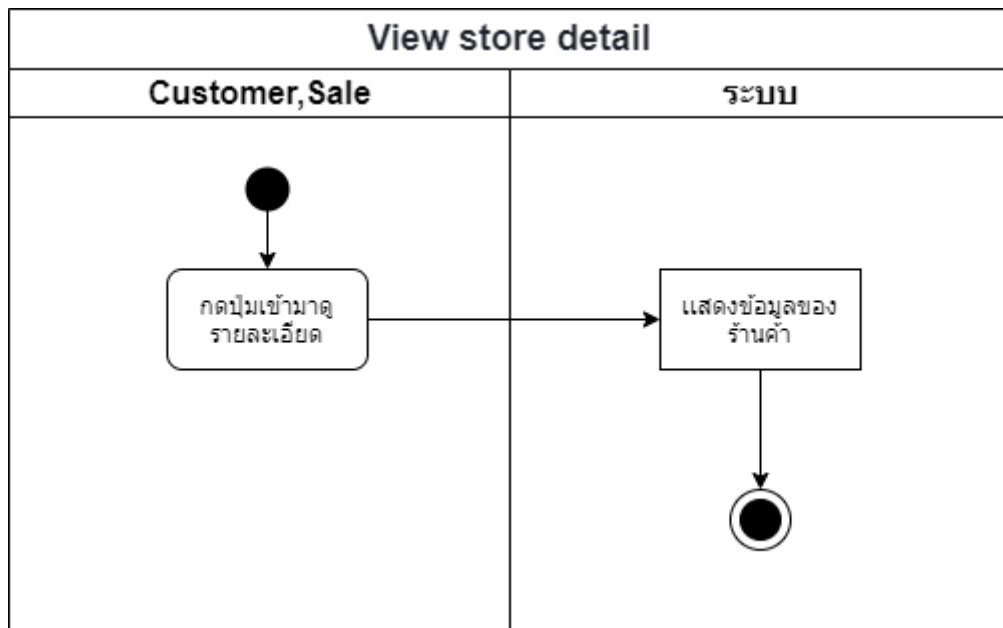 View store detail
Customer,Sale
ระบบ
กดปุ่มเข้ามาดู
รายละเอียด
แสดงข้อมูลของ
ร้านค้า